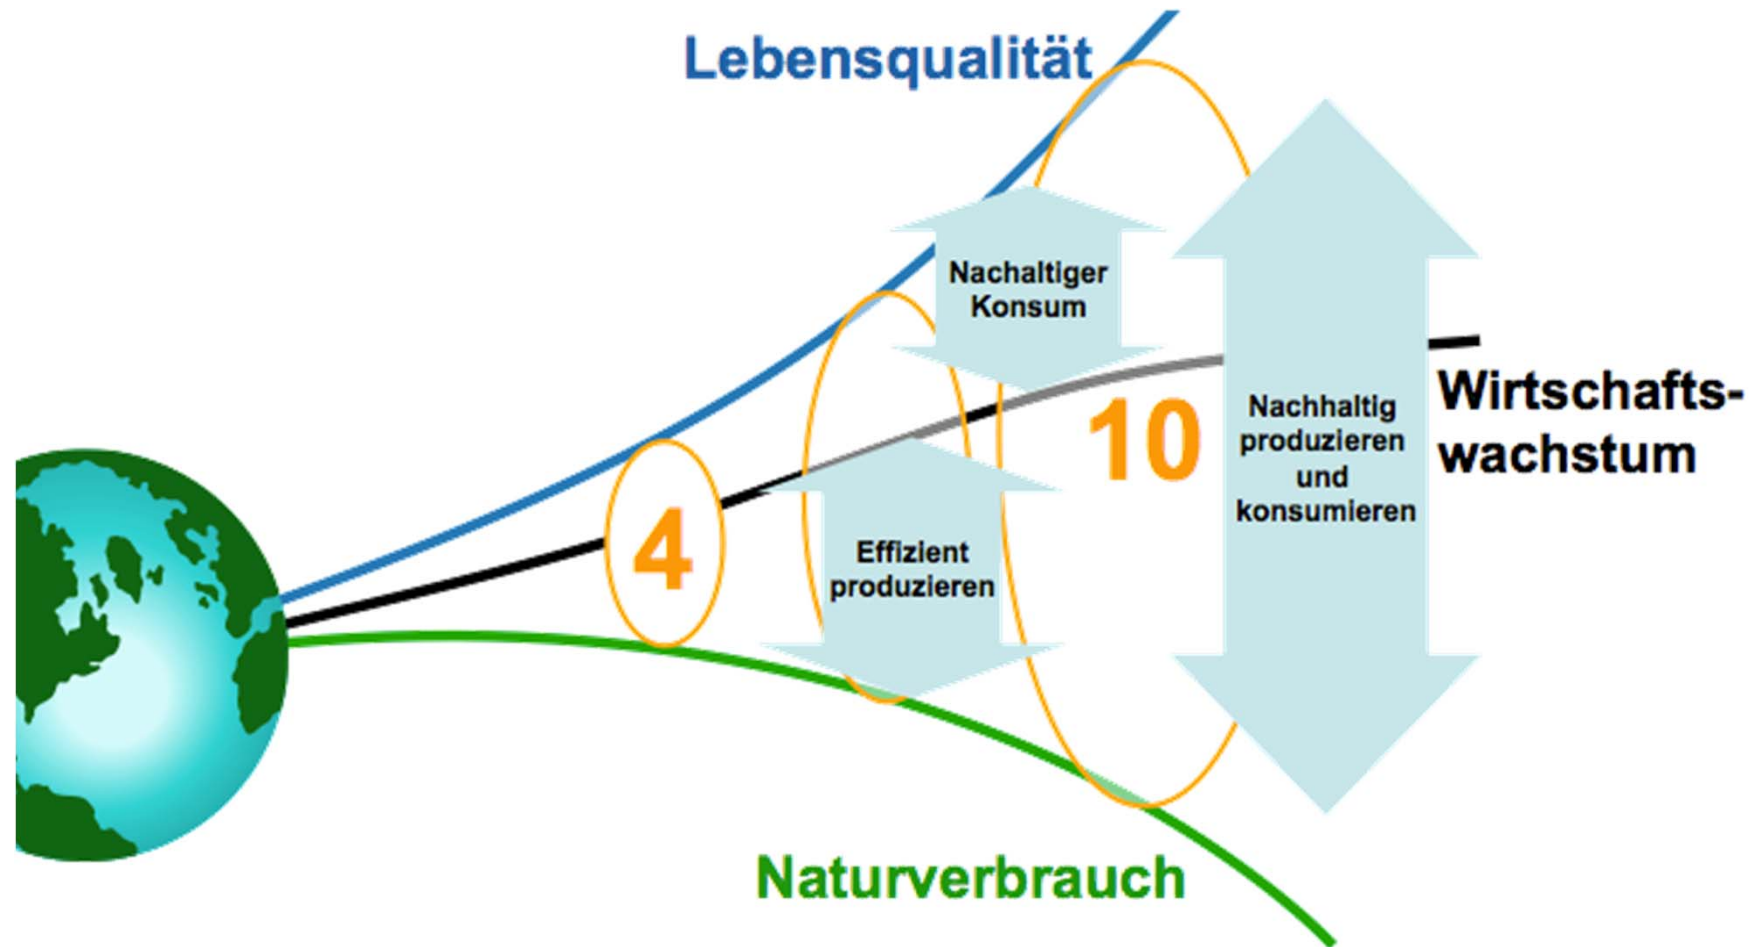 Lebensqualität
Nachaltiger
Konsum
Wirtschafts-
wachstum
10
Nachhaltig
produzieren
und
konsumieren
4
Effizient
produzieren
Naturverbrauch